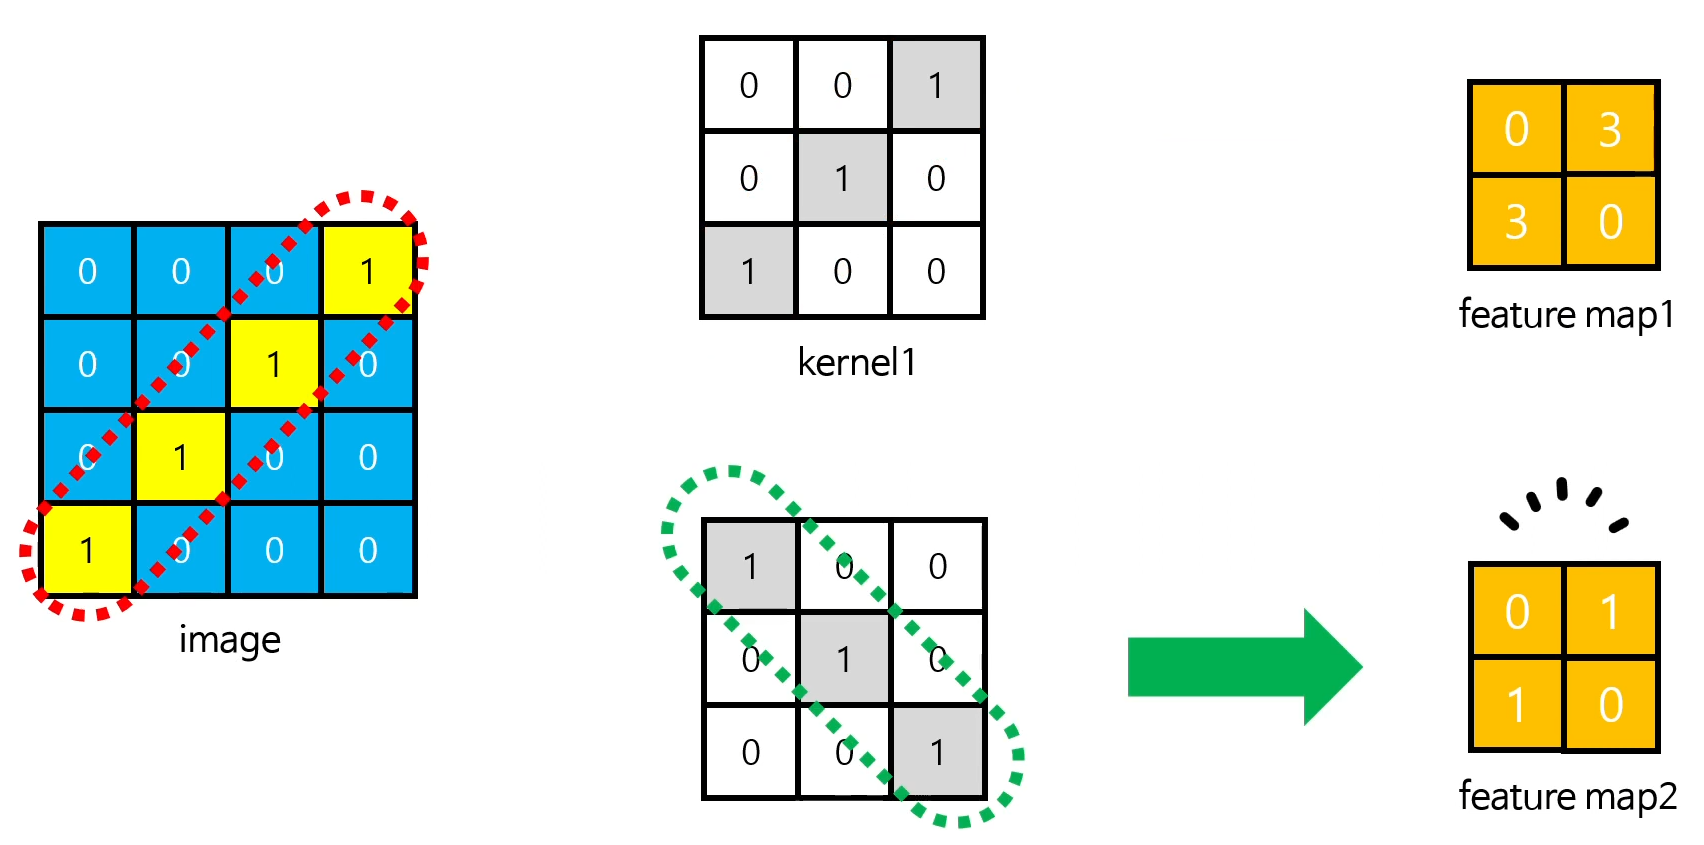 0 0 0 1
0 0 1 0
0 1 0 0
1 0 0 0
image
0 0 1
0 1 0
1 0 0
kernel1
1 0 0
0 1 0
0 0 1
0 3
3 0
feature map1
0 1
1 0
feature map2